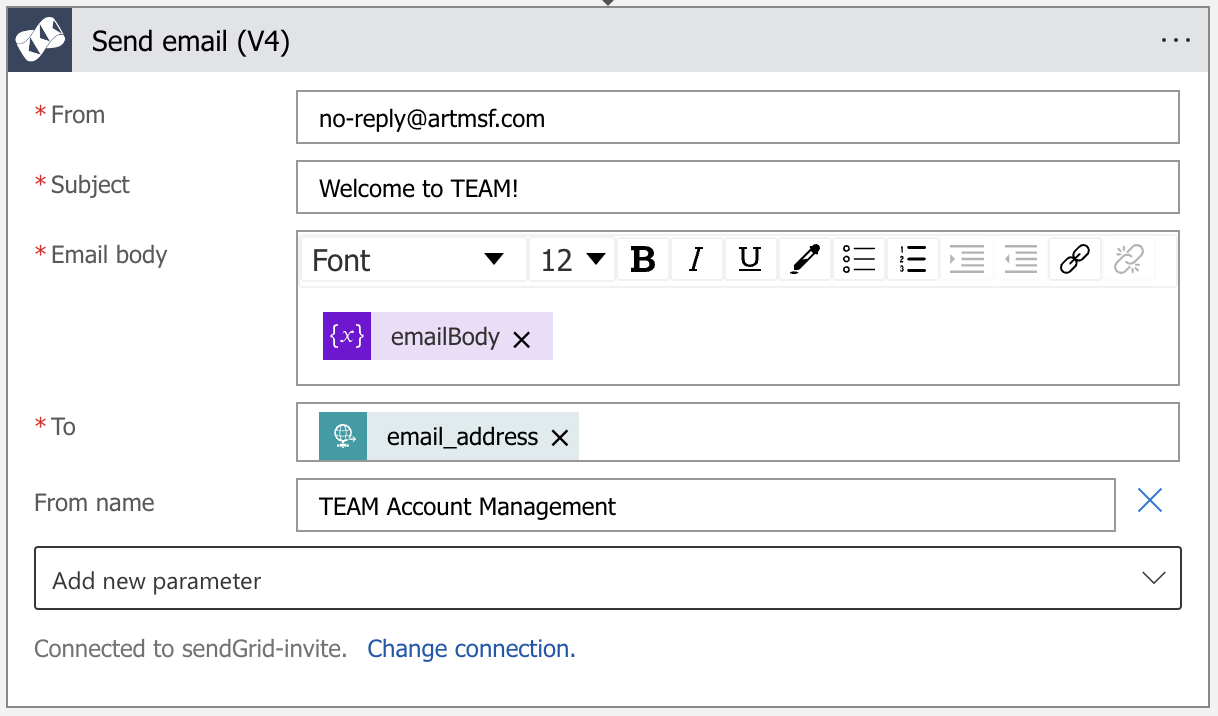 Send email (V4)
* From
no-reply@artmsf.com
* Subject
Welcome to TEAM!
* Email body
Font 12 B I U
{x} emailBody
* To
email_address
From name
TEAM Account Management
Add new parameter
Connected to sendGrid-invite. Change connection.